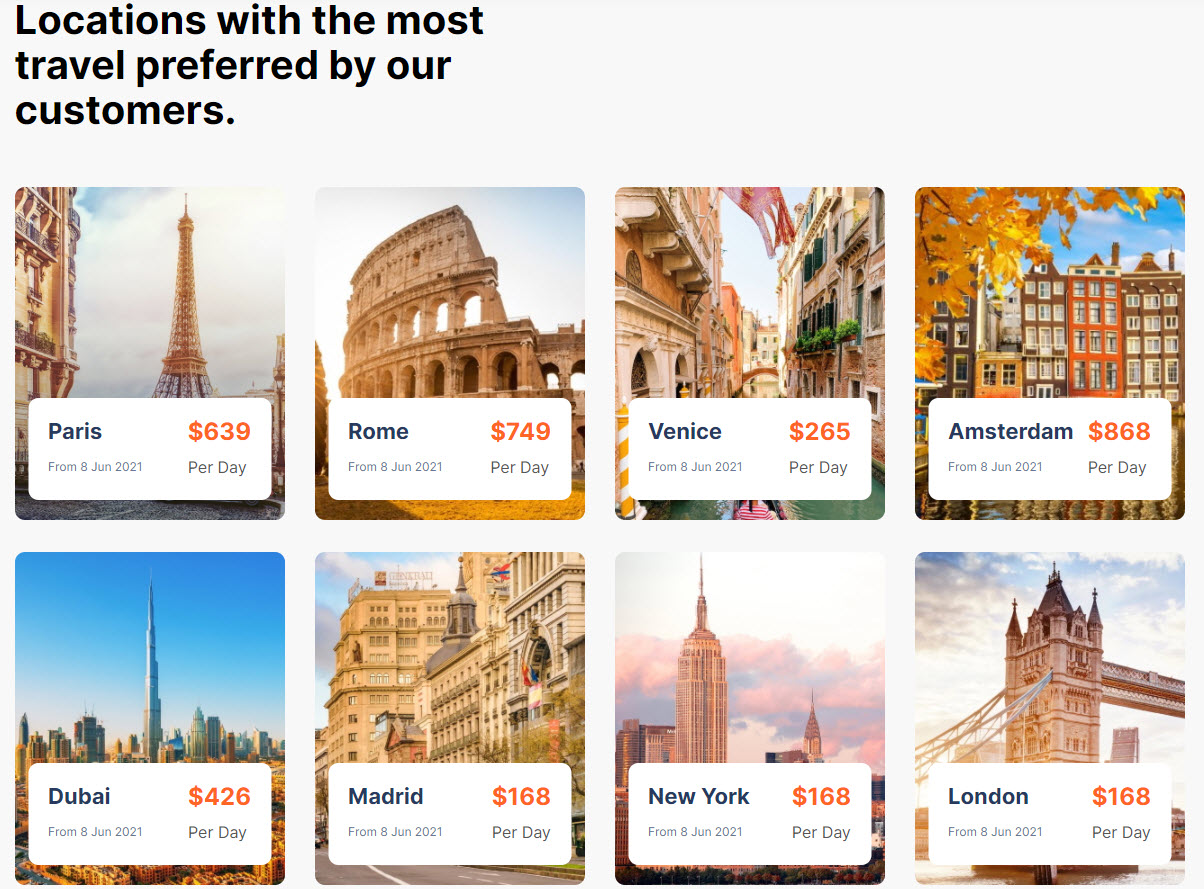 Locations with the most
travel preferred by our
customers.
Paris $639
From 8 Jun 2021 Per Day
Rome $749
From 8 Jun 2021 Per Day
Venice $265
From 8 Jun 2021 Per Day
Amsterdam $868
From 8 Jun 2021 Per Day
Dubai $426
From 8 Jun 2021 Per Day
Madrid $168
From 8 Jun 2021 Per Day
New York $168
From 8 Jun 2021 Per Day
London $168
From 8 Jun 2021 Per Day